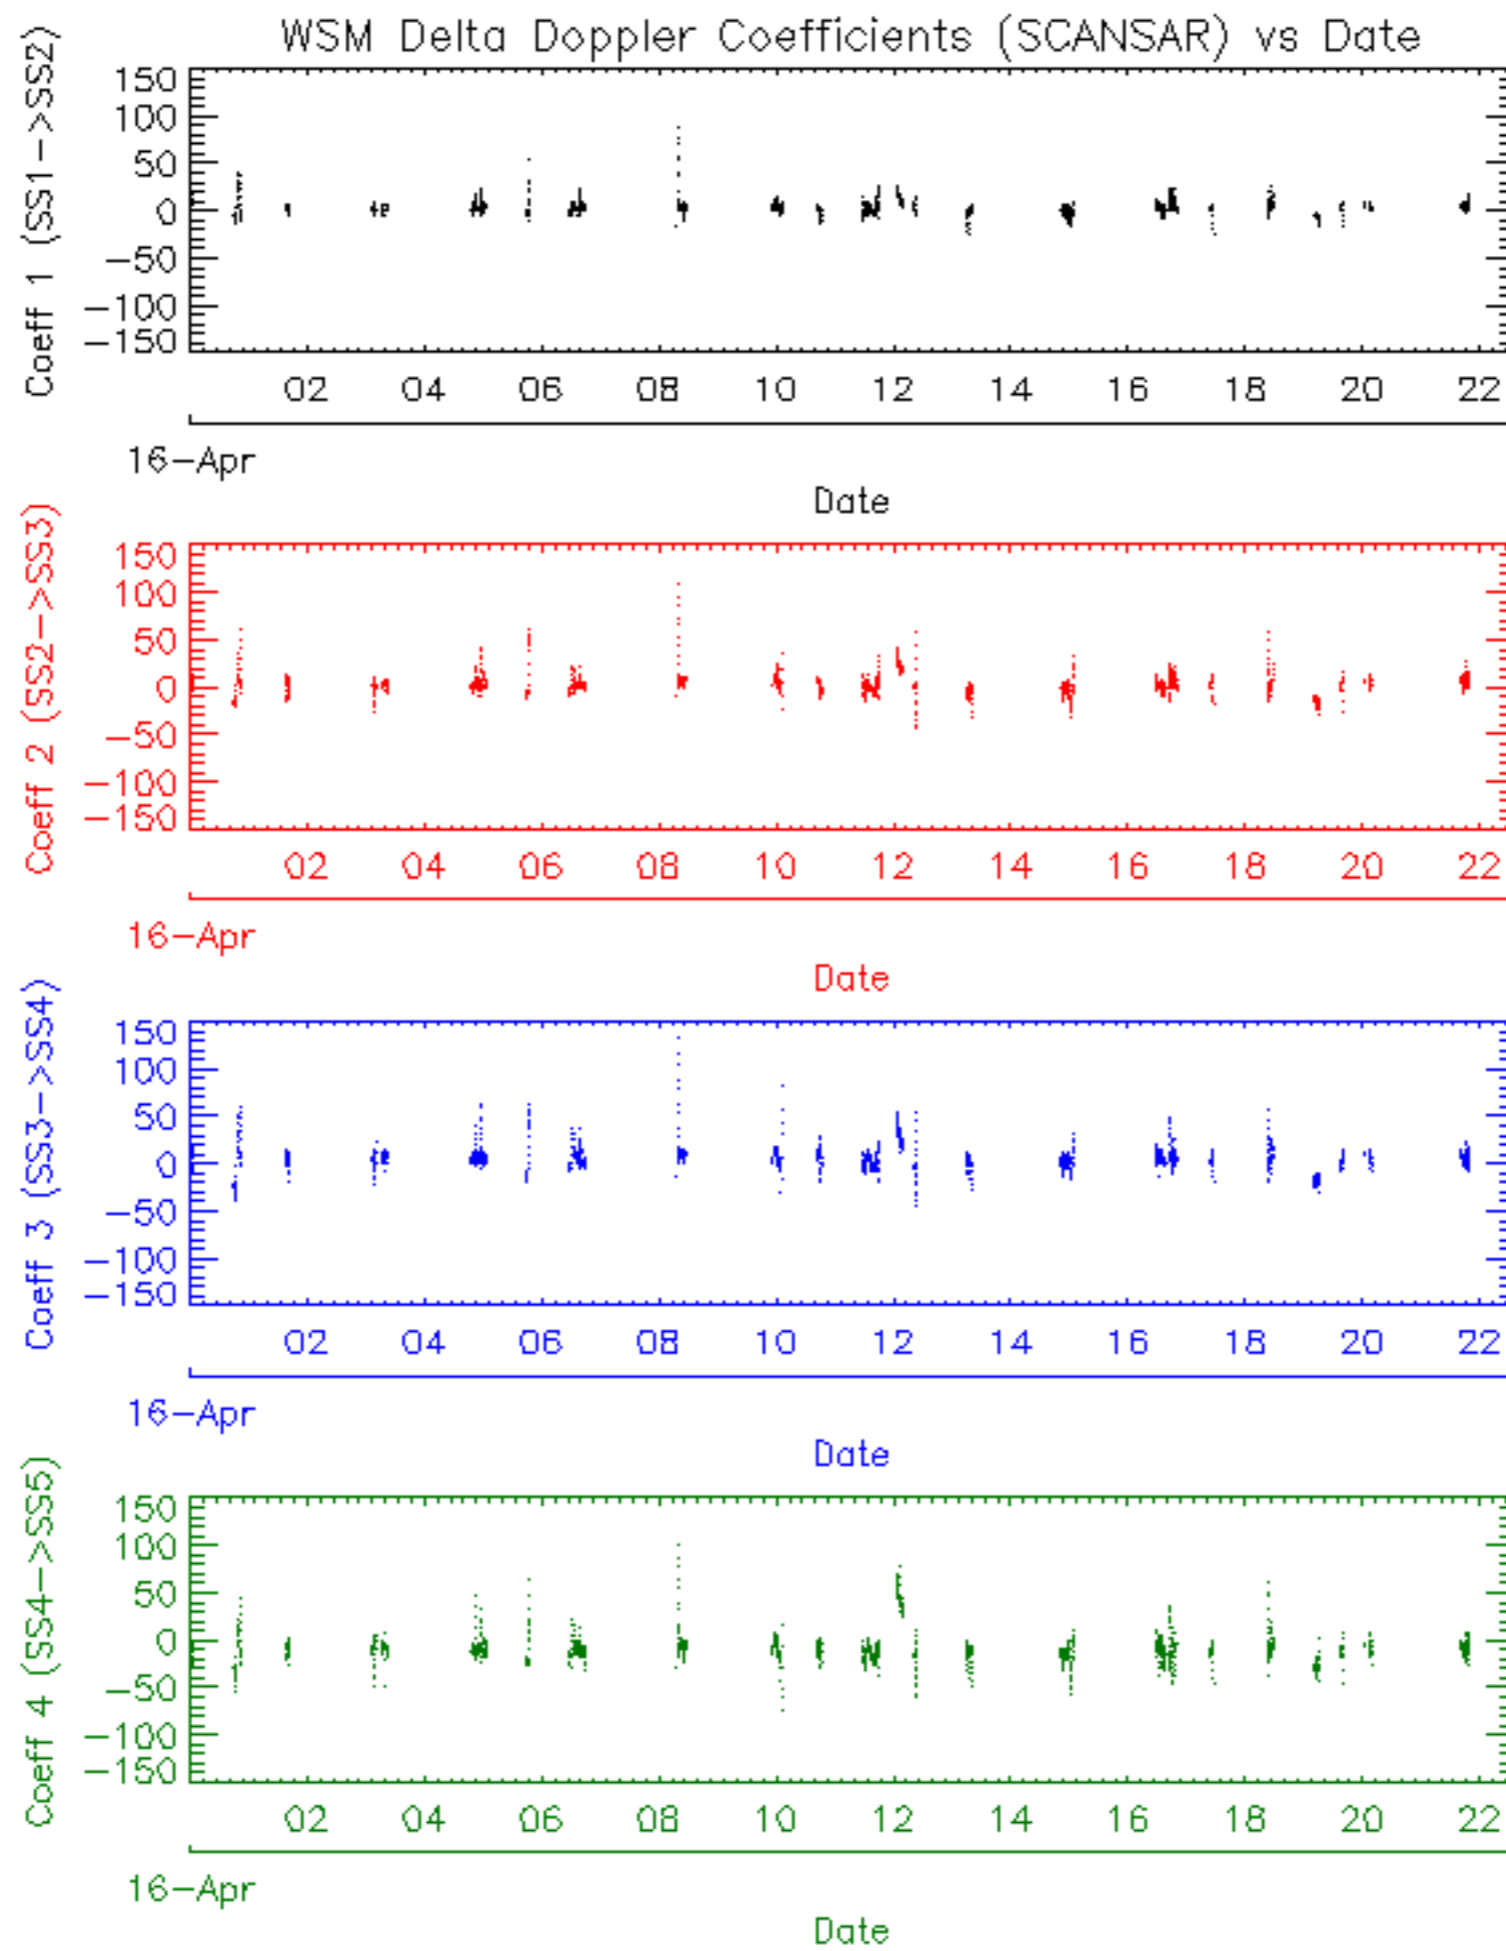 WSM Delta Doppler Coefficients (SCANSAR) vs Date
Coeff 1 (SS1->SS2)
150
100
50
0
-50
-100
-150
02 04 06 08 10 12 14 16 18 20 22
16-Apr
Date
Coeff 2 (SS2->SS3)
150
100
50
0
-50
-100
-150
02 04 06 08 10 12 14 16 18 20 22
16-Apr
Date
Coeff 3 (SS3->SS4)
150
100
50
0
-50
-100
-150
02 04 06 08 10 12 14 16 18 20 22
16-Apr
Date
Coeff 4 (SS4->SS5)
150
100
50
0
-50
-100
-150
02 04 06 08 10 12 14 16 18 20 22
16-Apr
Date